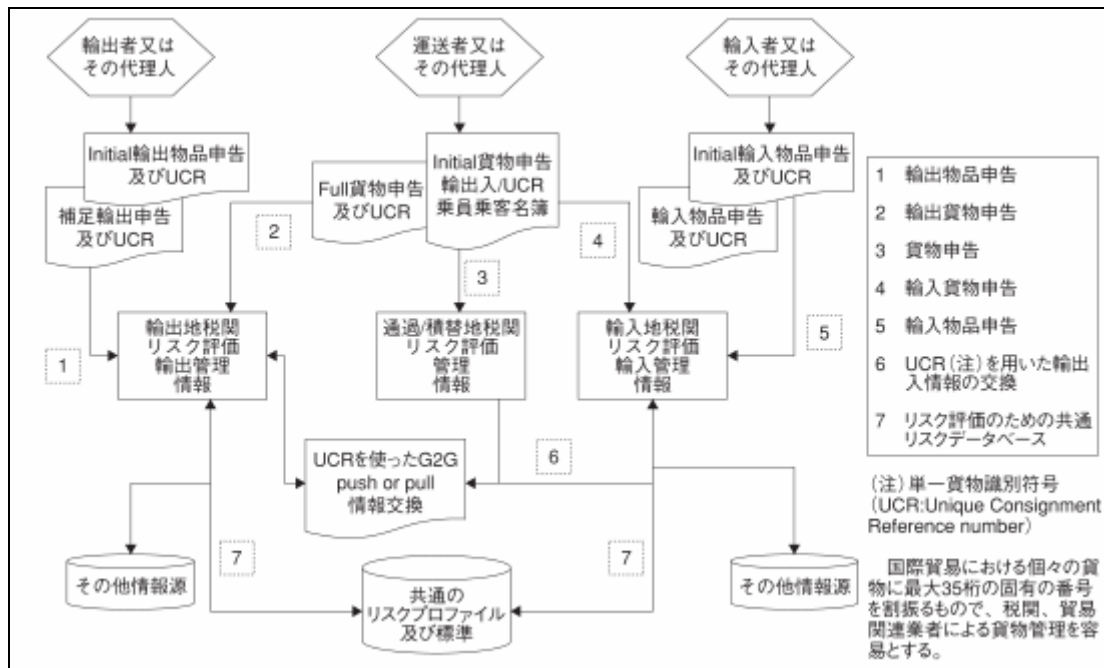 輸出者又は
その代理人
運送者又は
その代理人
輸入者又は
その代理人
Initial輸出物品申告
及びUCR
補足輸出申告
及びUCR
Full貨物申告
及びUCR
Initial貨物申告
輸出入/UCR
乗員乗客名簿
Initial輸入物品申告
及びUCR
輸入物品申告
及びUCR
2
3
4
1
5
輸出地税関
リスク評価
輸出管理
情報
通過/積替地税関
リスク評価
管理
情報
輸入地税関
リスク評価
輸入管理
情報
UCRを使ったG2G
push or pull
情報交換
6
7
7
その他情報源
共通の
リスクプロファイル
及び標準
その他情報源
1 輸出物品申告
2 輸出貨物申告
3 貨物申告
4 輸入貨物申告
5 輸入物品申告
6 UCR(注)を用いた輸出
入情報の交換
7 リスク評価のための共通
リスクデータベース
(注)単一貨物識別符号
(UCR:Unique Consignment
Reference number)
国際貿易における個々の貨
物に最大35桁の固有の番号
を割振るもので、税関、貿易
関連業者による貨物管理を容
易とする。